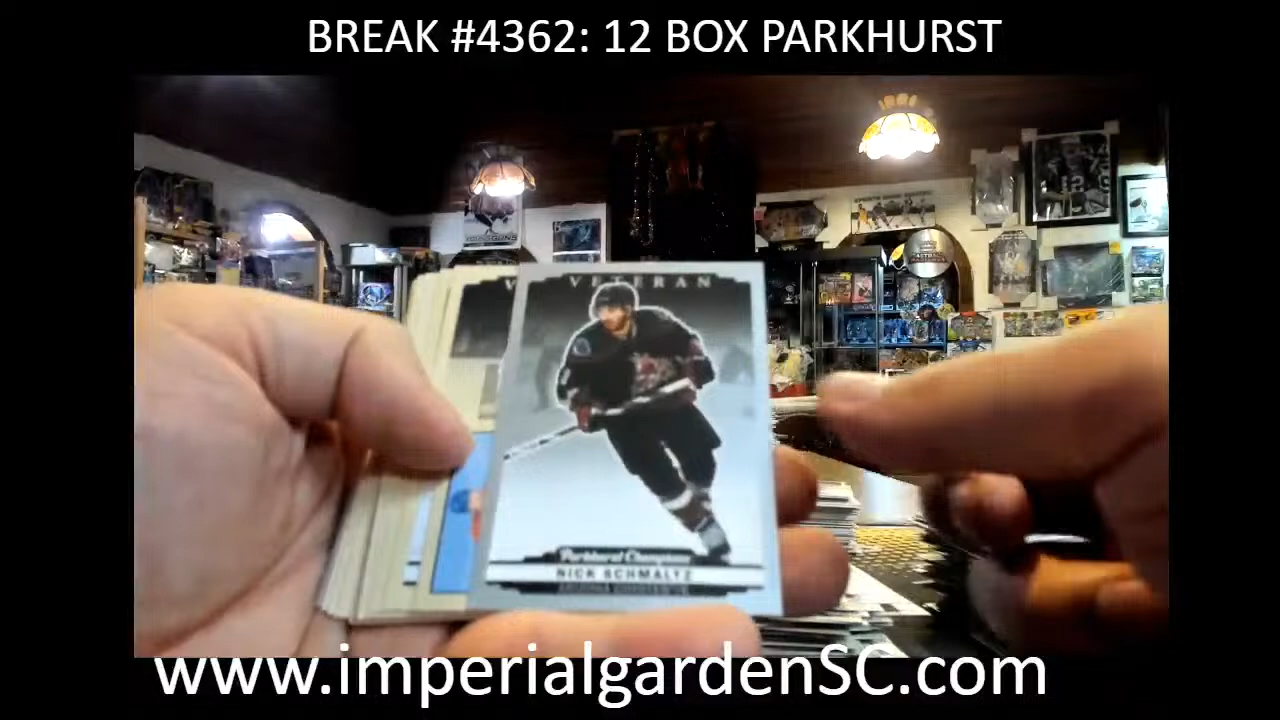 BREAK #4362: 12 BOX PARKHURST
VETERAN
Parkhurst Champions
NICK SCHMALTZ
www.imperialgardenSC.com